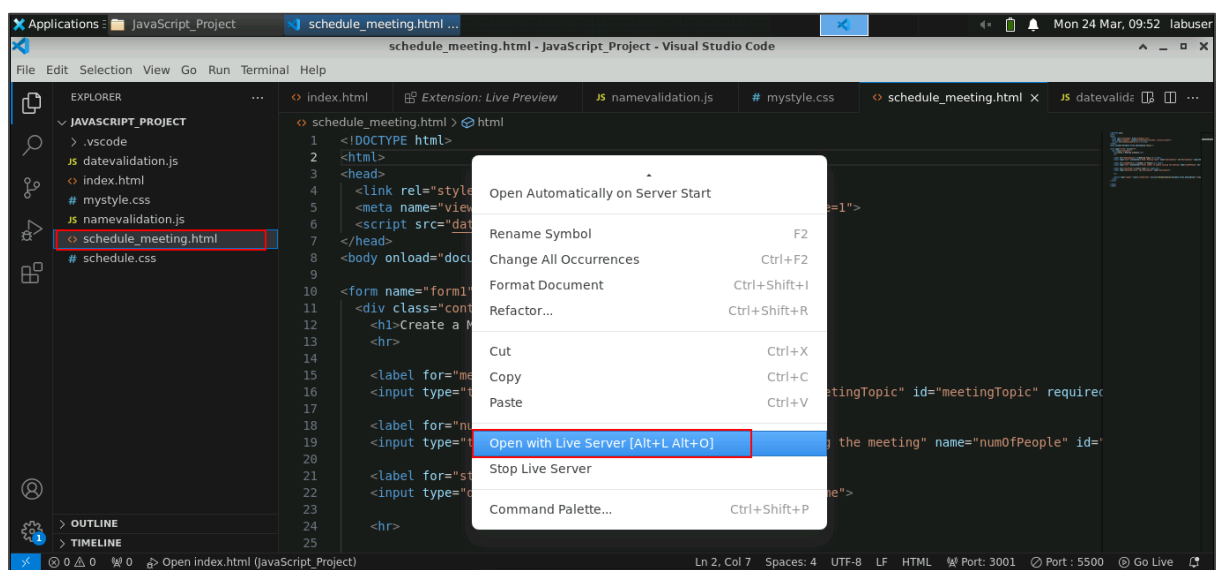 Applications JavaScript_Project schedule_meeting.html ... Mon 24 Mar, 09:52 labuser
schedule_meeting.html - JavaScript_Project - Visual Studio Code
File Edit Selection View Go Run Terminal Help
EXPLORER ...
JAVASCRIPT_PROJECT
> .vscode
JS datevalidation.js
<> index.html
# mystyle.css
JS namevalidation.js
<> schedule_meeting.html
# schedule.css
> OUTLINE
> TIMELINE
1
<> index.html Extension: Live Preview JS namevalidation.js # mystyle.css <> schedule_meeting.html × JS datevalida ...
<> schedule_meeting.html > html
1 <!DOCTYPE html>
2 <html>
3 <head>
4 <link rel="style
5 <meta name="view e=1">
6 <script src="dat
7 </head>
8 <body onload="docu
9
10 <form name="form1"
11 <div class="cont
12 <h1>Create a M
13 <hr>
14
15 <label for="me
16 <input type="t etingTopic" id="meetingTopic" required
17
18 <label for="nu
19 <input type="t g the meeting" name="numOfPeople" id="
20
21 <label for="st
22 <input type="d me">
23
24 <hr>
25
Open Automatically on Server Start
Rename Symbol F2
Change All Occurrences Ctrl+F2
Format Document Ctrl+Shift+I
Refactor... Ctrl+Shift+R
Cut Ctrl+X
Copy Ctrl+C
Paste Ctrl+V
Open with Live Server [Alt+L Alt+O]
Stop Live Server
Command Palette... Ctrl+Shift+P
0 0 0 Open index.html (JavaScript_Project) Ln 2, Col 7 Spaces: 4 UTF-8 LF HTML Port: 3001 Port : 5500 Go Live